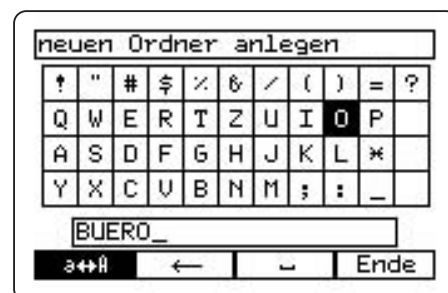 neuen Ordner anlegen
! " # $ % & / ( ) = ?
Q W E R T Z U I O P
A S D F G H J K L *
Y X C V B N M ; : _
BUERO_
a↔A ← ⎵ Ende